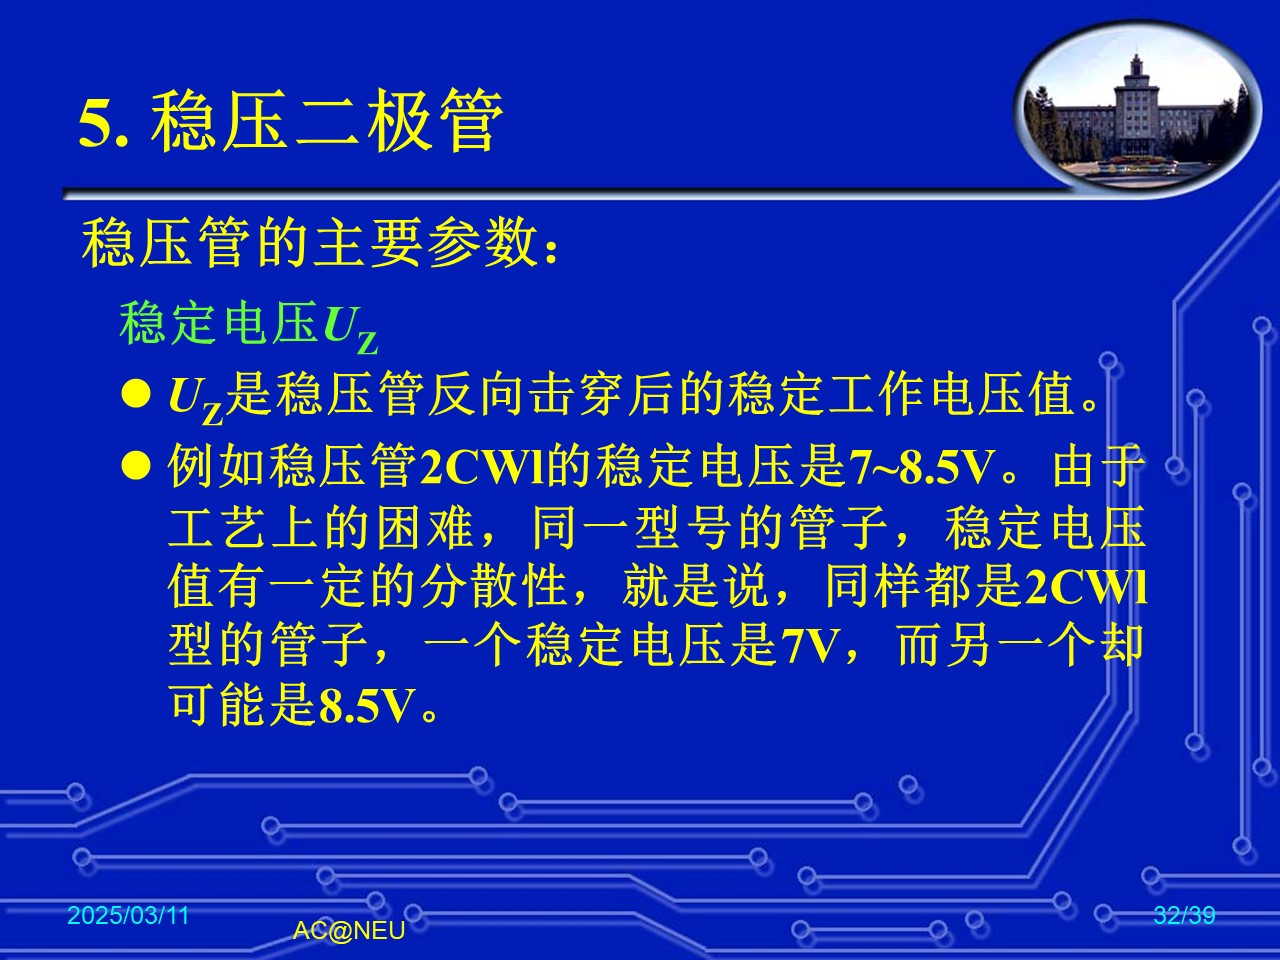 5. 稳压二极管
稳压管的主要参数：
稳定电压UZ
● UZ是稳压管反向击穿后的稳定工作电压值。
● 例如稳压管2CWl的稳定电压是7~8.5V。由于
工艺上的困难，同一型号的管子，稳定电压
值有一定的分散性，就是说，同样都是2CWl
型的管子，一个稳定电压是7V，而另一个却
可能是8.5V。
2025/03/11
AC@NEU
32/39